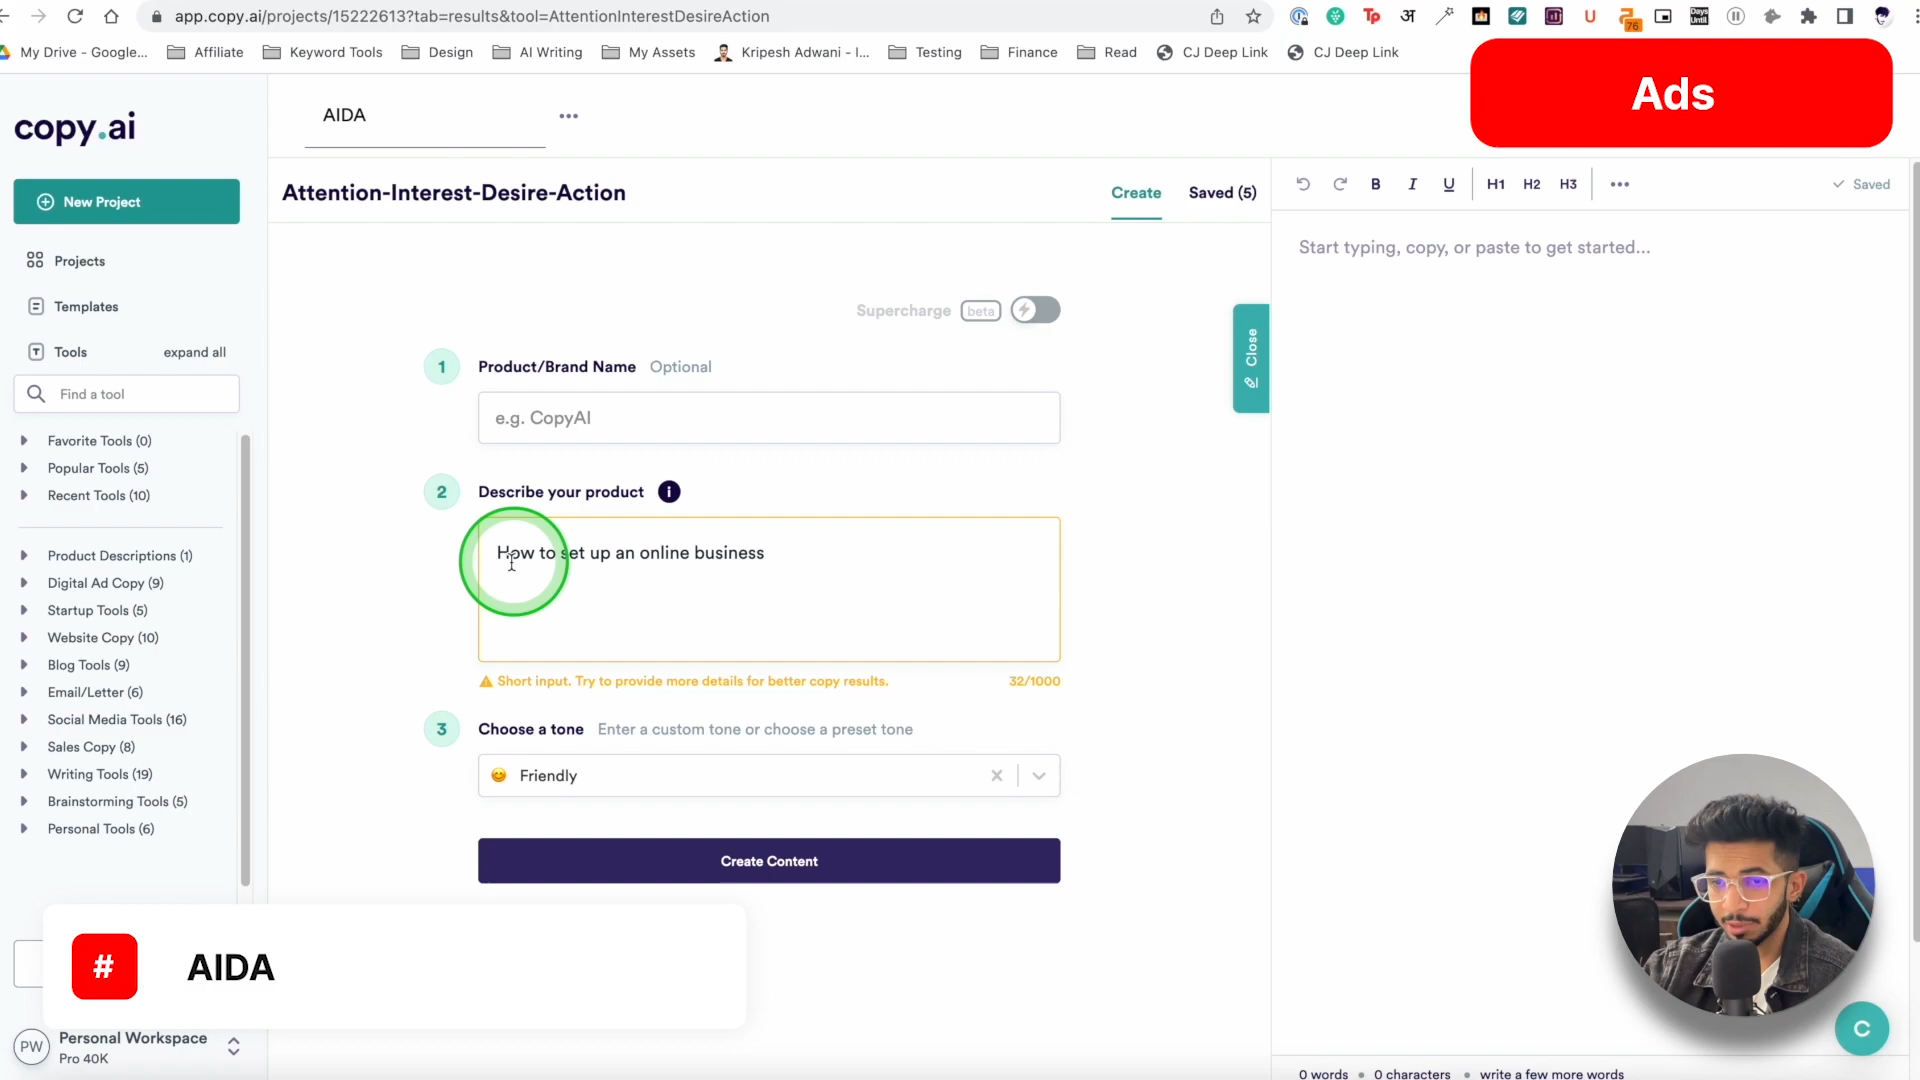 app.copy.ai/projects/15222613?tab=results&tool=AttentionInterestDesireAction
Tp
अ
U
76
Days Until
My Drive - Google...
Affiliate
Keyword Tools
Design
AI Writing
My Assets
Kripesh Adwani - I...
Testing
Finance
Read
CJ Deep Link
CJ Deep Link
Ads
copy.ai
AIDA
New Project
Attention-Interest-Desire-Action
Create
Saved (5)
B I U H1 H2 H3
Saved
Projects
Templates
Tools
expand all
Find a tool
Favorite Tools (0)
Popular Tools (5)
Recent Tools (10)
Product Descriptions (1)
Digital Ad Copy (9)
Startup Tools (5)
Website Copy (10)
Blog Tools (9)
Email/Letter (6)
Social Media Tools (16)
Sales Copy (8)
Writing Tools (19)
Brainstorming Tools (5)
Personal Tools (6)
Supercharge beta
1 Product/Brand Name Optional
e.g. CopyAI
2 Describe your product i
How to set up an online business
Short input. Try to provide more details for better copy results.
32/1000
3 Choose a tone Enter a custom tone or choose a preset tone
Friendly
Create Content
Close
Start typing, copy, or paste to get started...
# AIDA
PW
Personal Workspace
Pro 40K
C
0 words • 0 characters • write a few more words